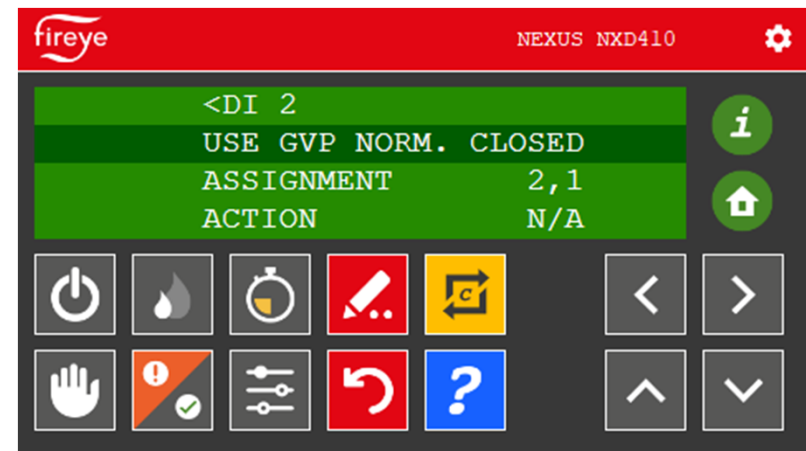 fireye
NEXUS NXD410
i
<DI 2
USE GVP NORM. CLOSED
ASSIGNMENT 2,1
ACTION N/A
C
!
?